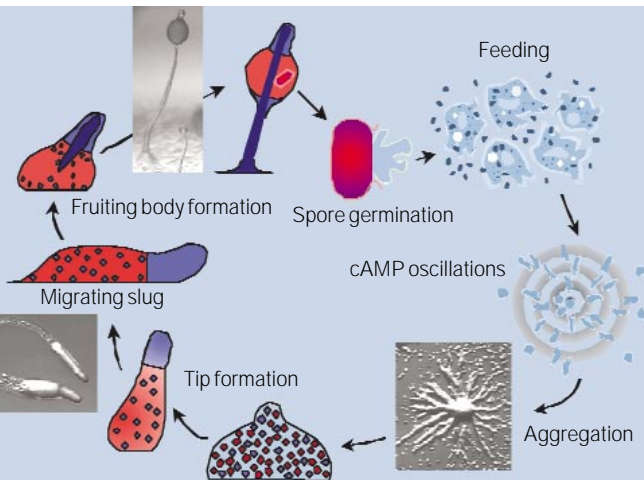 Feeding
Fruiting body formation
Spore germination
cAMP oscillations
Migrating slug
Tip formation
Aggregation